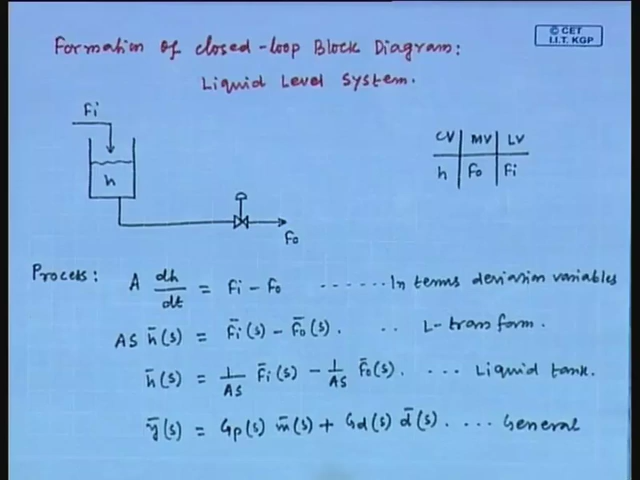 © CET
I.I.T. KGP
Formation of closed-loop Block Diagram:
Liquid Level System.
Fi
h
Fo
CV | MV | LV
h | Fo | Fi
Process: A dh/dt = Fi - Fo ...... In terms deviation variables
AS h̄(s) = F̄i(s) - F̄o(s). .. L-transform.
h̄(s) = 1/AS F̄i(s) - 1/AS F̄o(s). ... Liquid tank.
ȳ(s) = Gp(s) m̄(s) + Gd(s) d̄(s). .... General